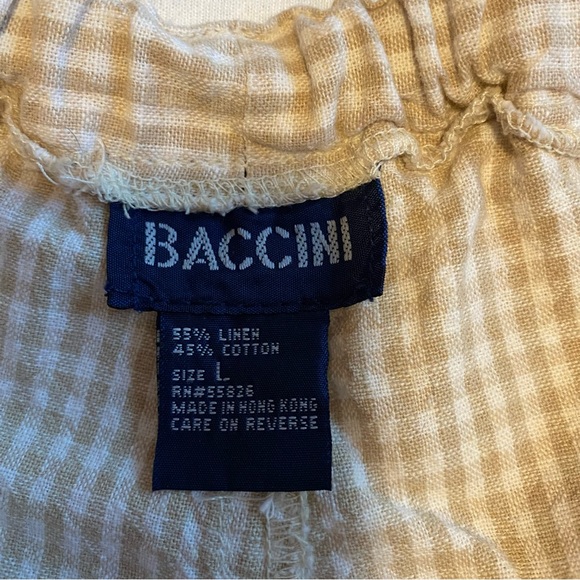 BACCINI
55% LINEN
45% COTTON
SIZE L
RN#55826
MADE IN HONG KONG
CARE ON REVERSE